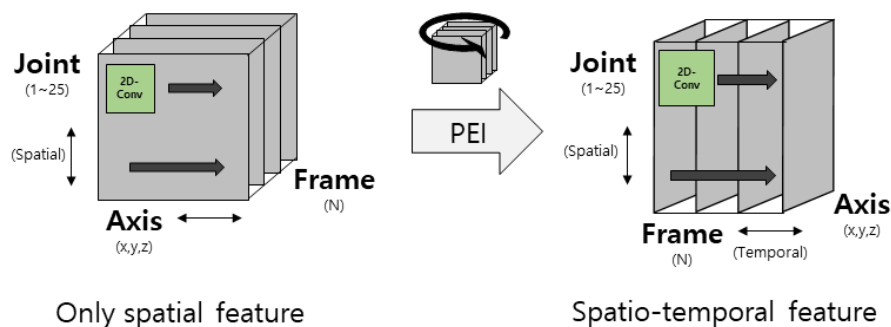 Joint
(1~25)
2D-
Conv
(Spatial)
Frame
(N)
Axis
(x,y,z)
Only spatial feature
PEI
Joint
(1~25)
2D-
Conv
(Spatial)
Axis
(x,y,z)
Frame
(N)
(Temporal)
Spatio-temporal feature